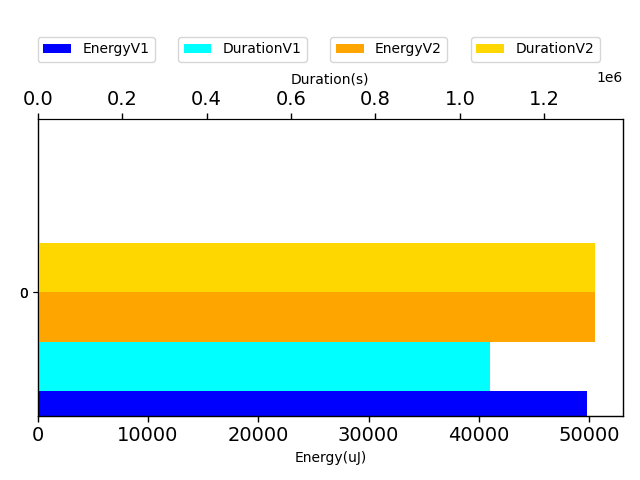 EnergyV1 DurationV1 EnergyV2 DurationV2
Duration(s)
1e6
0.0 0.2 0.4 0.6 0.8 1.0 1.2
0
0 10000 20000 30000 40000 50000
Energy(uJ)